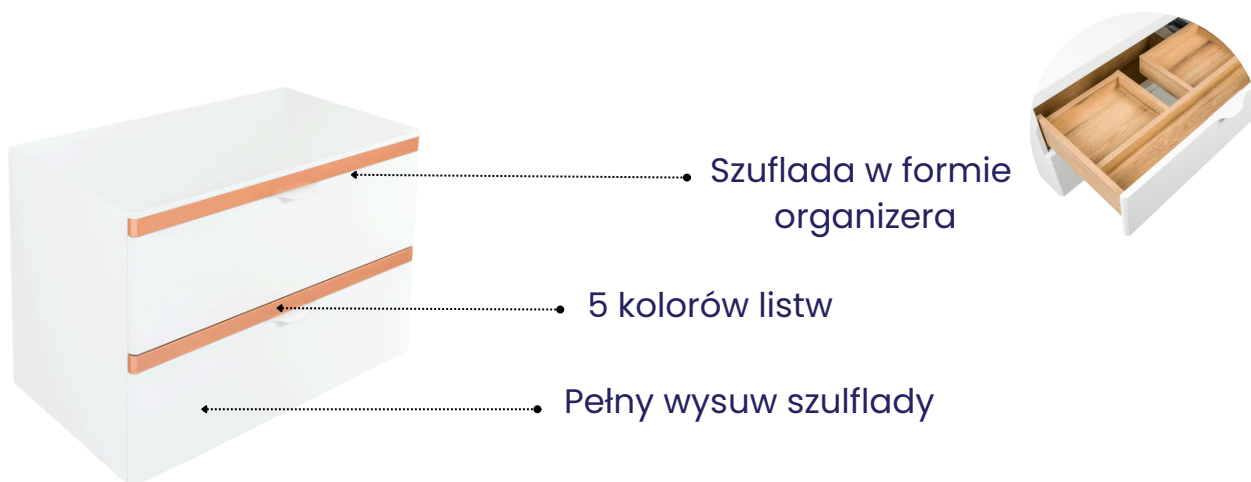 Szuflada w formie
organizera
5 kolorów listw
Pełny wysuw szulflady